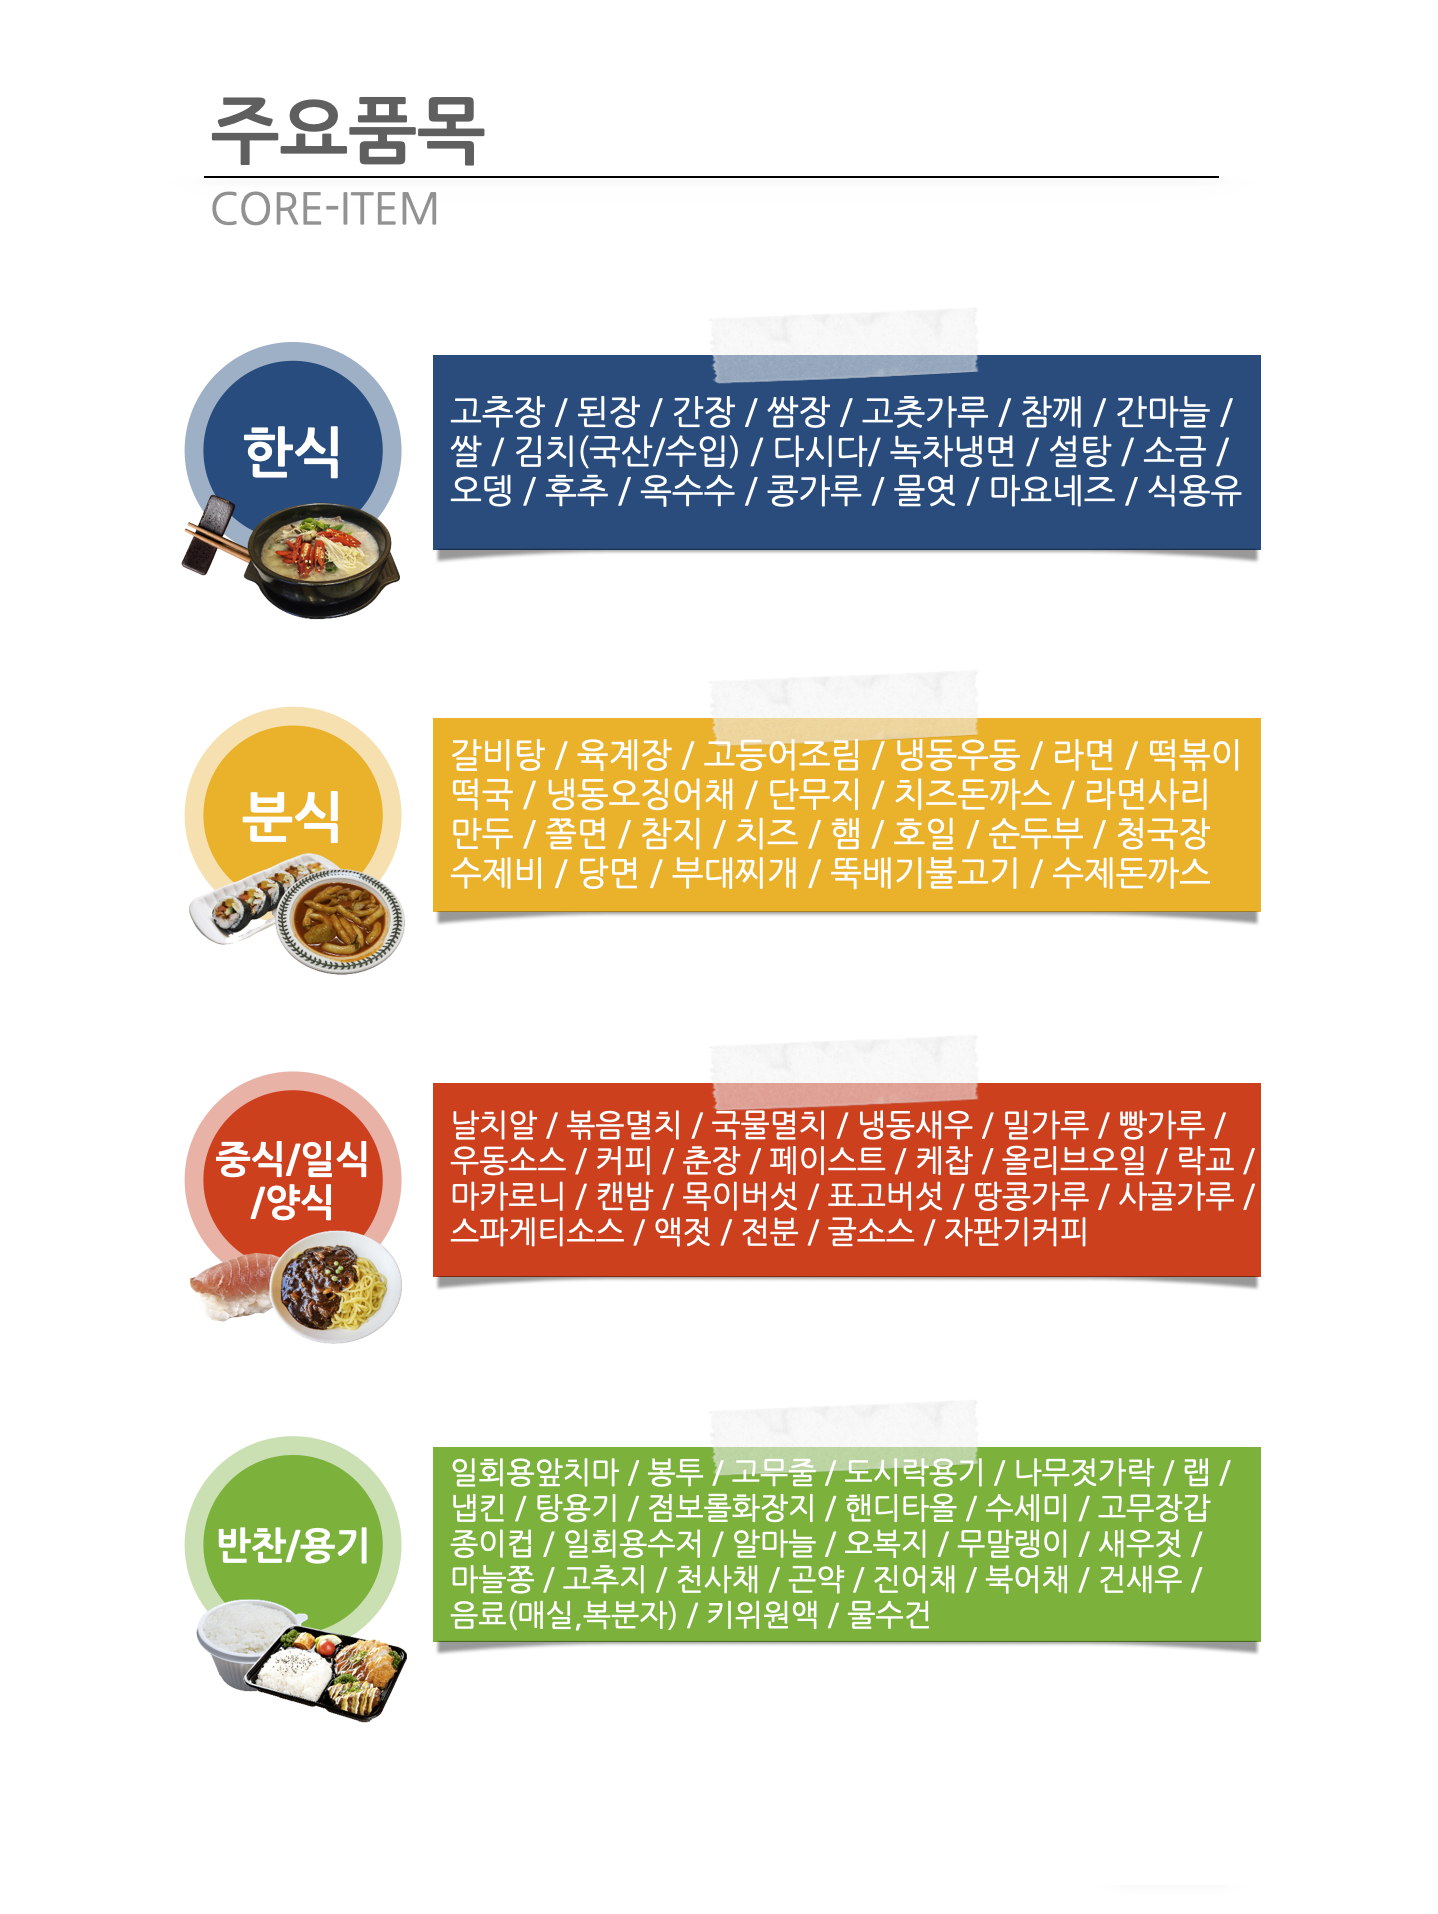 주요품목
CORE-ITEM
한식
고추장 / 된장 / 간장 / 쌈장 / 고춧가루 / 참깨 / 간마늘 /
쌀 / 김치(국산/수입) / 다시다/ 녹차냉면 / 설탕 / 소금 /
오뎅 / 후추 / 옥수수 / 콩가루 / 물엿 / 마요네즈 / 식용유
분식
갈비탕 / 육계장 / 고등어조림 / 냉동우동 / 라면 / 떡볶이
떡국 / 냉동오징어채 / 단무지 / 치즈돈까스 / 라면사리
만두 / 쫄면 / 참지 / 치즈 / 햄 / 호일 / 순두부 / 청국장
수제비 / 당면 / 부대찌개 / 뚝배기불고기 / 수제돈까스
중식/일식
/양식
날치알 / 볶음멸치 / 국물멸치 / 냉동새우 / 밀가루 / 빵가루 /
우동소스 / 커피 / 춘장 / 페이스트 / 케찹 / 올리브오일 / 락교 /
마카로니 / 캔밤 / 목이버섯 / 표고버섯 / 땅콩가루 / 사골가루 /
스파게티소스 / 액젓 / 전분 / 굴소스 / 자판기커피
반찬/용기
일회용앞치마 / 봉투 / 고무줄 / 도시락용기 / 나무젓가락 / 랩 /
냅킨 / 탕용기 / 점보롤화장지 / 핸디타올 / 수세미 / 고무장갑
종이컵 / 일회용수저 / 알마늘 / 오복지 / 무말랭이 / 새우젓 /
마늘쫑 / 고추지 / 천사채 / 곤약 / 진어채 / 북어채 / 건새우 /
음료(매실,복분자) / 키위원액 / 물수건